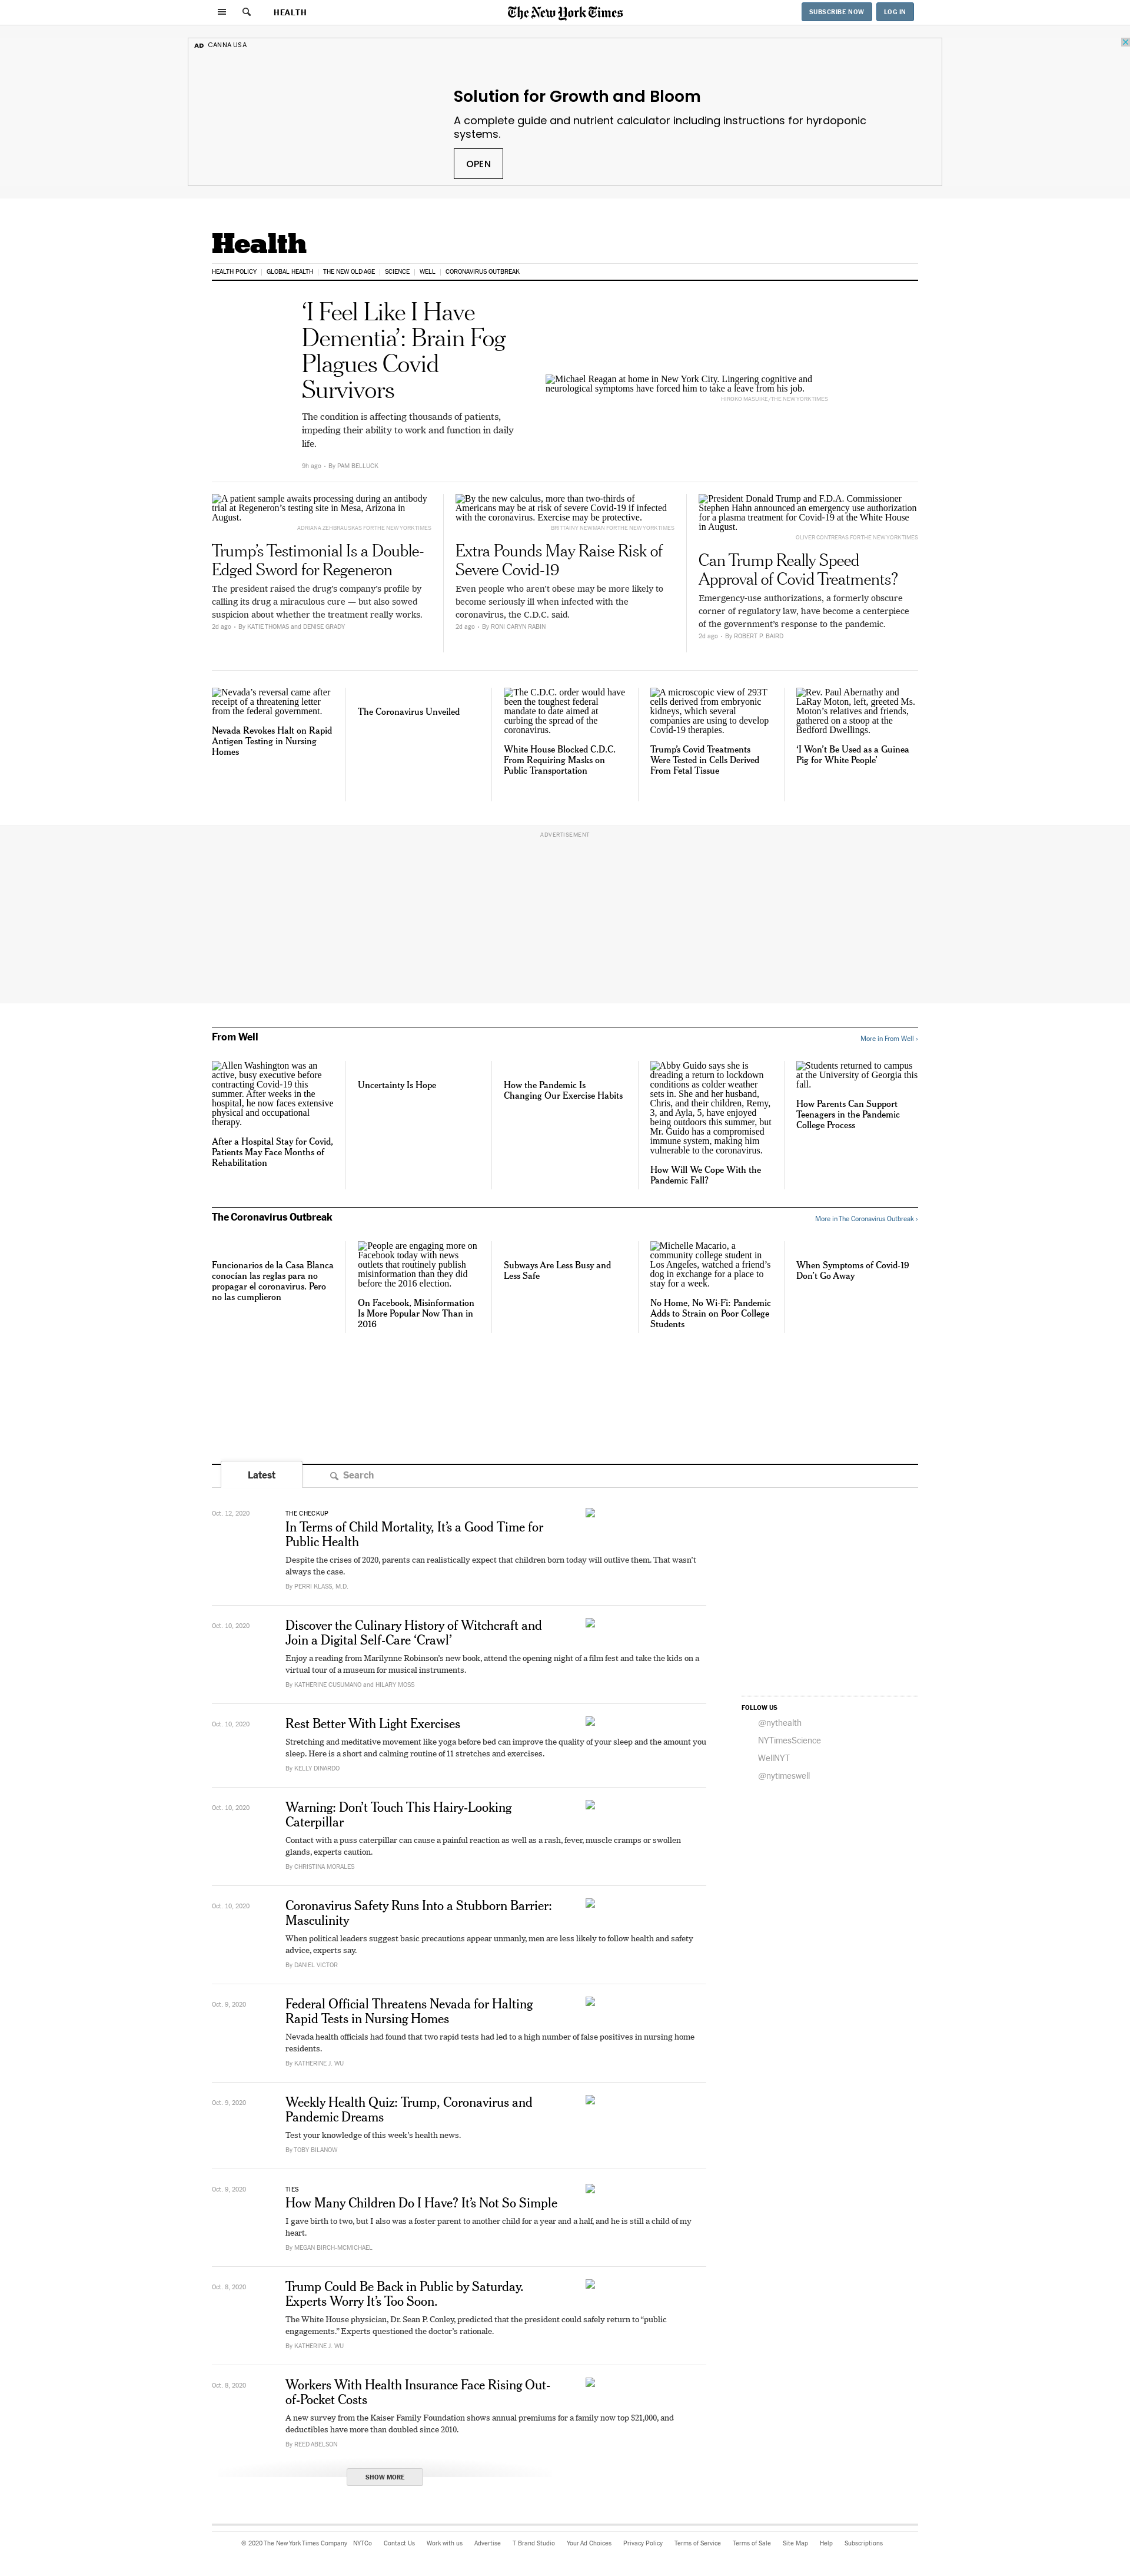 HEALTH
The New York Times
SUBSCRIBE NOW
LOG IN
AD CANNA USA
Solution for Growth and Bloom
A complete guide and nutrient calculator including instructions for hyrdoponic
systems.
OPEN
Health
HEALTH POLICY
GLOBAL HEALTH
THE NEW OLD AGE
SCIENCE
WELL
CORONAVIRUS OUTBREAK
‘I Feel Like I Have
Dementia’: Brain Fog
Plagues Covid
Survivors
The condition is affecting thousands of patients,
impeding their ability to work and function in daily
life.
9h ago - By PAM BELLUCK
Michael Reagan at home in New York City. Lingering cognitive and
neurological symptoms have forced him to take a leave from his job.
HIROKO MASUIKE/THE NEW YORK TIMES
A patient sample awaits processing during an antibody
trial at Regeneron’s testing site in Mesa, Arizona in
August.
ADRIANA ZEHBRAUSKAS FOR THE NEW YORK TIMES
Trump’s Testimonial Is a Double-
Edged Sword for Regeneron
The president raised the drug’s company’s profile by
calling its drug a miraculous cure — but also sowed
suspicion about whether the treatment really works.
2d ago - By KATIE THOMAS and DENISE GRADY
By the new calculus, more than two-thirds of
Americans may be at risk of severe Covid-19 if infected
with the coronavirus. Exercise may be protective.
BRITTAINY NEWMAN FOR THE NEW YORK TIMES
Extra Pounds May Raise Risk of
Severe Covid-19
Even people who aren’t obese may be more likely to
become seriously ill when infected with the
coronavirus, the C.D.C. said.
2d ago - By RONI CARYN RABIN
President Donald Trump and F.D.A. Commissioner
Stephen Hahn announced an emergency use authorization
for a plasma treatment for Covid-19 at the White House
in August.
OLIVER CONTRERAS FOR THE NEW YORK TIMES
Can Trump Really Speed
Approval of Covid Treatments?
Emergency-use authorizations, a formerly obscure
corner of regulatory law, have become a centerpiece
of the government’s response to the pandemic.
2d ago - By ROBERT P. BAIRD
Nevada’s reversal came after
receipt of a threatening letter
from the federal government.
Nevada Revokes Halt on Rapid
Antigen Testing in Nursing
Homes
The Coronavirus Unveiled
The C.D.C. order would have
been the toughest federal
mandate to date aimed at
curbing the spread of the
coronavirus.
White House Blocked C.D.C.
From Requiring Masks on
Public Transportation
A microscopic view of 293T
cells derived from embryonic
kidneys, which several
companies are using to develop
Covid-19 therapies.
Trump’s Covid Treatments
Were Tested in Cells Derived
From Fetal Tissue
Rev. Paul Abernathy and
LaRay Moton, left, greeted Ms.
Moton’s relatives and friends,
gathered on a stoop at the
Bedford Dwellings.
‘I Won’t Be Used as a Guinea
Pig for White People’
ADVERTISEMENT
From Well
More in From Well ›
Allen Washington was an
active, busy executive before
contracting Covid-19 this
summer. After weeks in the
hospital, he now faces extensive
physical and occupational
therapy.
After a Hospital Stay for Covid,
Patients May Face Months of
Rehabilitation
Uncertainty Is Hope
How the Pandemic Is
Changing Our Exercise Habits
Abby Guido says she is
dreading a return to lockdown
conditions as colder weather
sets in. She and her husband,
Chris, and their children, Remy,
3, and Ayla, 5, have enjoyed
being outdoors this summer, but
Mr. Guido has a compromised
immune system, making him
vulnerable to the coronavirus.
How Will We Cope With the
Pandemic Fall?
Students returned to campus
at the University of Georgia this
fall.
How Parents Can Support
Teenagers in the Pandemic
College Process
The Coronavirus Outbreak
More in The Coronavirus Outbreak ›
Funcionarios de la Casa Blanca
conocían las reglas para no
propagar el coronavirus. Pero
no las cumplieron
People are engaging more on
Facebook today with news
outlets that routinely publish
misinformation than they did
before the 2016 election.
On Facebook, Misinformation
Is More Popular Now Than in
2016
Subways Are Less Busy and
Less Safe
Michelle Macario, a
community college student in
Los Angeles, watched a friend’s
dog in exchange for a place to
stay for a week.
No Home, No Wi-Fi: Pandemic
Adds to Strain on Poor College
Students
When Symptoms of Covid-19
Don’t Go Away
Latest
Search
Oct. 12, 2020
THE CHECKUP
In Terms of Child Mortality, It’s a Good Time for
Public Health
Despite the crises of 2020, parents can realistically expect that children born today will outlive them. That wasn’t
always the case.
By PERRI KLASS, M.D.
Oct. 10, 2020
Discover the Culinary History of Witchcraft and
Join a Digital Self-Care ‘Crawl’
Enjoy a reading from Marilynne Robinson’s new book, attend the opening night of a film fest and take the kids on a
virtual tour of a museum for musical instruments.
By KATHERINE CUSUMANO and HILARY MOSS
Oct. 10, 2020
Rest Better With Light Exercises
Stretching and meditative movement like yoga before bed can improve the quality of your sleep and the amount you
sleep. Here is a short and calming routine of 11 stretches and exercises.
By KELLY DINARDO
Oct. 10, 2020
Warning: Don’t Touch This Hairy-Looking
Caterpillar
Contact with a puss caterpillar can cause a painful reaction as well as a rash, fever, muscle cramps or swollen
glands, experts caution.
By CHRISTINA MORALES
Oct. 10, 2020
Coronavirus Safety Runs Into a Stubborn Barrier:
Masculinity
When political leaders suggest basic precautions appear unmanly, men are less likely to follow health and safety
advice, experts say.
By DANIEL VICTOR
Oct. 9, 2020
Federal Official Threatens Nevada for Halting
Rapid Tests in Nursing Homes
Nevada health officials had found that two rapid tests had led to a high number of false positives in nursing home
residents.
By KATHERINE J. WU
Oct. 9, 2020
Weekly Health Quiz: Trump, Coronavirus and
Pandemic Dreams
Test your knowledge of this week’s health news.
By TOBY BILANOW
Oct. 9, 2020
TIES
How Many Children Do I Have? It’s Not So Simple
I gave birth to two, but I also was a foster parent to another child for a year and a half, and he is still a child of my
heart.
By MEGAN BIRCH-MCMICHAEL
Oct. 8, 2020
Trump Could Be Back in Public by Saturday.
Experts Worry It’s Too Soon.
The White House physician, Dr. Sean P. Conley, predicted that the president could safely return to “public
engagements.” Experts questioned the doctor’s rationale.
By KATHERINE J. WU
Oct. 8, 2020
Workers With Health Insurance Face Rising Out-
of-Pocket Costs
A new survey from the Kaiser Family Foundation shows annual premiums for a family now top $21,000, and
deductibles have more than doubled since 2010.
By REED ABELSON
SHOW MORE
FOLLOW US
@nythealth
NYTimesScience
WellNYT
@nytimeswell
© 2020 The New York Times Company
NYTCo
Contact Us
Work with us
Advertise
T Brand Studio
Your Ad Choices
Privacy Policy
Terms of Service
Terms of Sale
Site Map
Help
Subscriptions